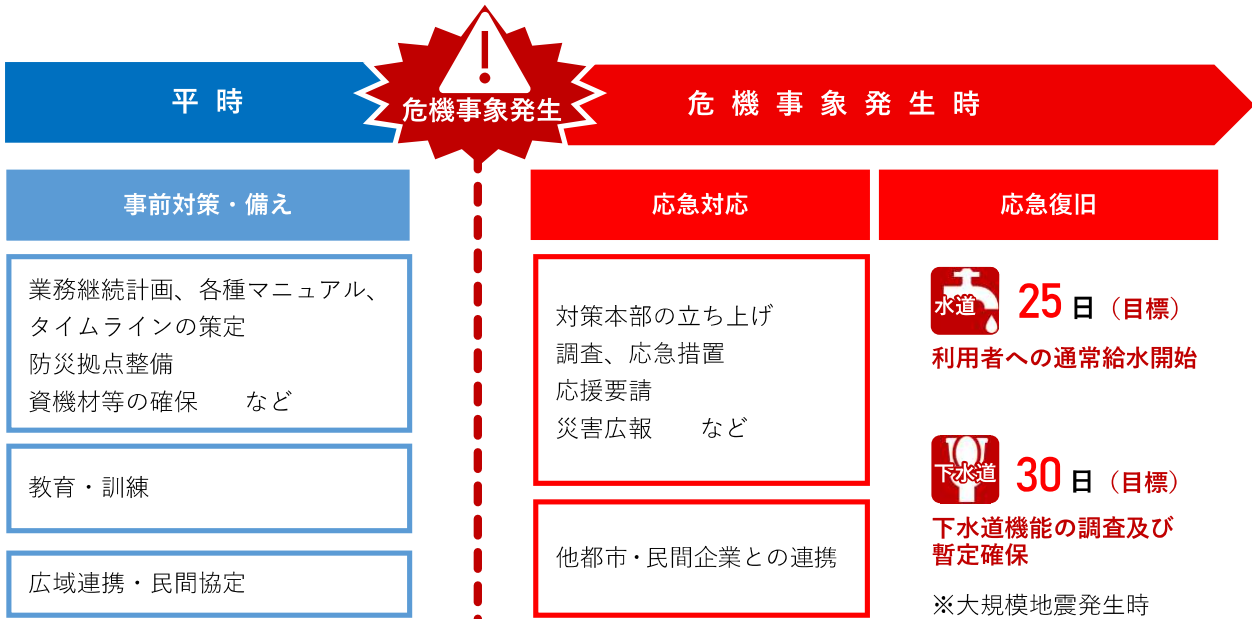 平時
危機事象発生
危機事象発生時
事前対策・備え
業務継続計画、各種マニュアル、
タイムラインの策定
防災拠点整備
資機材等の確保　　など
教育・訓練
広域連携・民間協定
応急対応
対策本部の立ち上げ
調査、応急措置
応援要請
災害広報　　など
他都市・民間企業との連携
応急復旧
水道
25日（目標）
利用者への通常給水開始
下水道
30日（目標）
下水道機能の調査及び
暫定確保
※大規模地震発生時